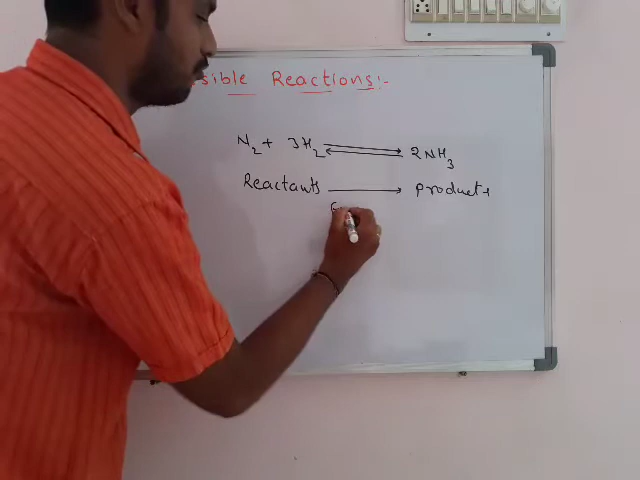 sible Reactions:-
N₂ + 3H₂ ⇌ 2NH₃
Reactants → products